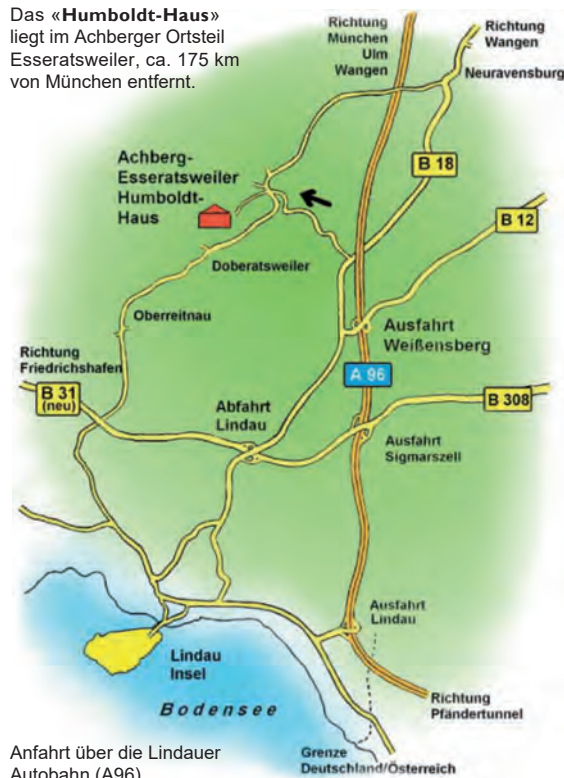 Das «Humboldt-Haus»
liegt im Achberger Ortsteil
Esseratsweiler, ca. 175 km
von München entfernt.
Richtung
München
Ulm
Wangen
Richtung
Wangen
Neuravensburg
Achberg-
Esseratsweiler
Humboldt-
Haus
B 18
B 12
Doberatsweiler
Oberreitnau
Ausfahrt
Weißensberg
Richtung
Friedrichshafen
A 96
B 31
(neu)
B 308
Abfahrt
Lindau
Ausfahrt
Sigmarszell
Ausfahrt
Lindau
Lindau
Insel
Richtung
Pfändertunnel
Bodensee
Grenze
Deutschland/Österreich
Anfahrt über die Lindauer
Autobahn (A96)